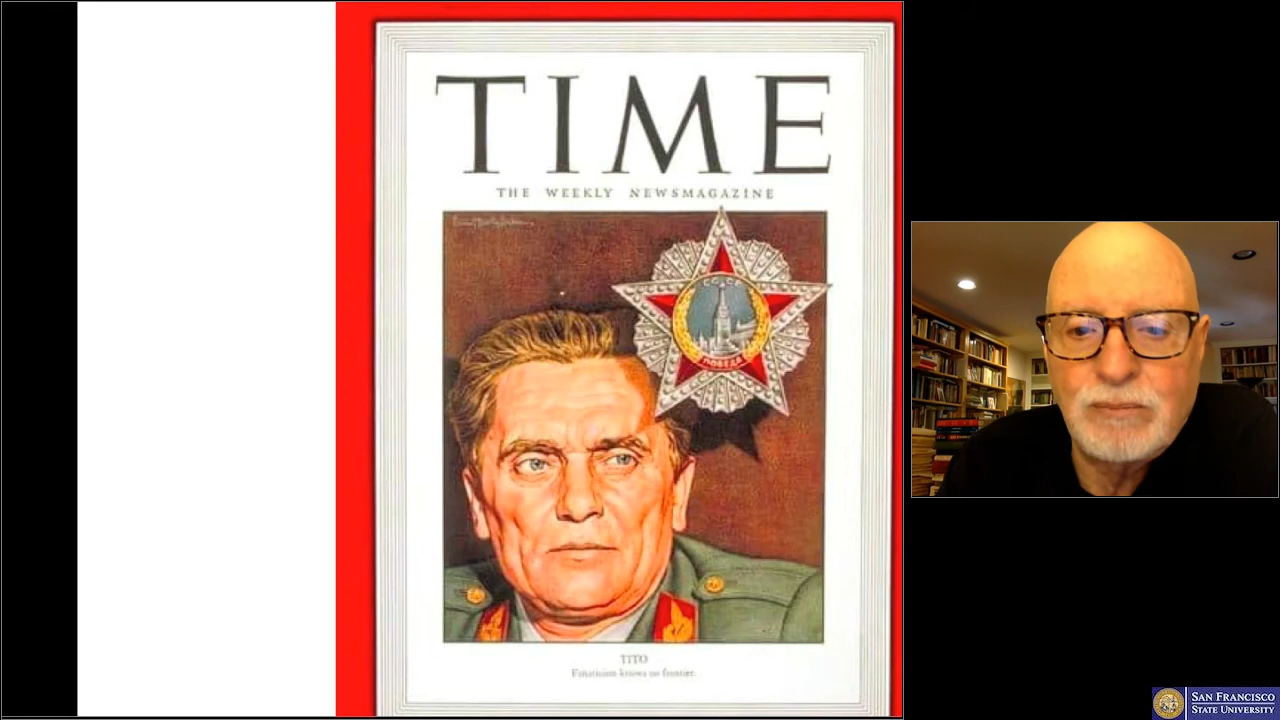 TIME
THE WEEKLY NEWSMAGAZINE
ПОБЕДА
TITO
Fanaticism knows no frontier.
SAN FRANCISCO
STATE UNIVERSITY